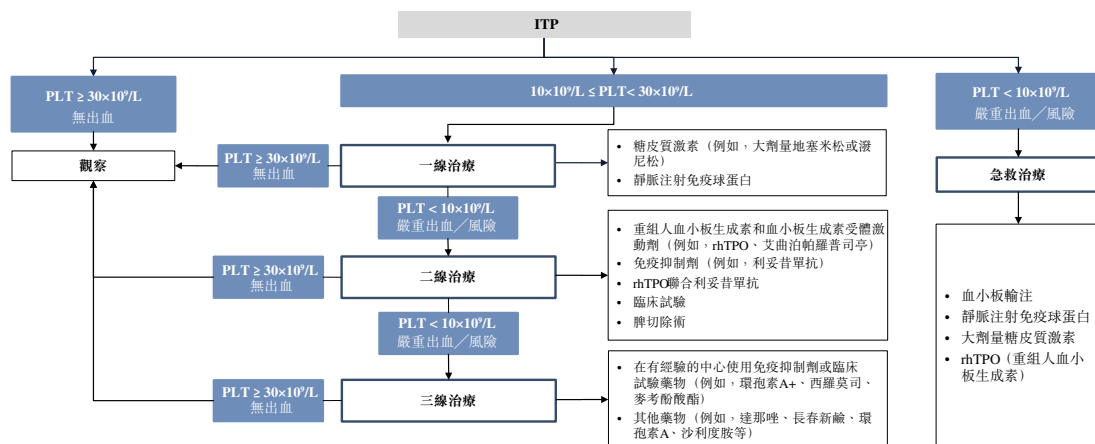 ITP
PLT ≥ 30×10⁹/L
無出血
10×10⁹/L ≤ PLT< 30×10⁹/L
PLT < 10×10⁹/L
嚴重出血／風險
觀察
PLT ≥ 30×10⁹/L
無出血
一線治療
• 糖皮質激素（例如，大劑量地塞米松或潑
尼松）
• 靜脈注射免疫球蛋白
急救治療
PLT < 10×10⁹/L
嚴重出血／風險
PLT ≥ 30×10⁹/L
無出血
二線治療
• 重組人血小板生成素和血小板生成素受體激
動劑（例如，rhTPO、艾曲泊帕羅普司亭）
• 免疫抑制劑（例如，利妥昔單抗）
• rhTPO聯合利妥昔單抗
• 臨床試驗
• 脾切除術
• 血小板輸注
• 靜脈注射免疫球蛋白
• 大劑量糖皮質激素
• rhTPO（重組人血小
板生成素）
PLT < 10×10⁹/L
嚴重出血／風險
PLT ≥ 30×10⁹/L
無出血
三線治療
• 在有經驗的中心使用免疫抑制劑或臨床
試驗藥物（例如，環孢素A+、西羅莫司、
麥考酚酸酯）
• 其他藥物（例如，達那唑、長春新鹼、環
孢素A、沙利度胺等）